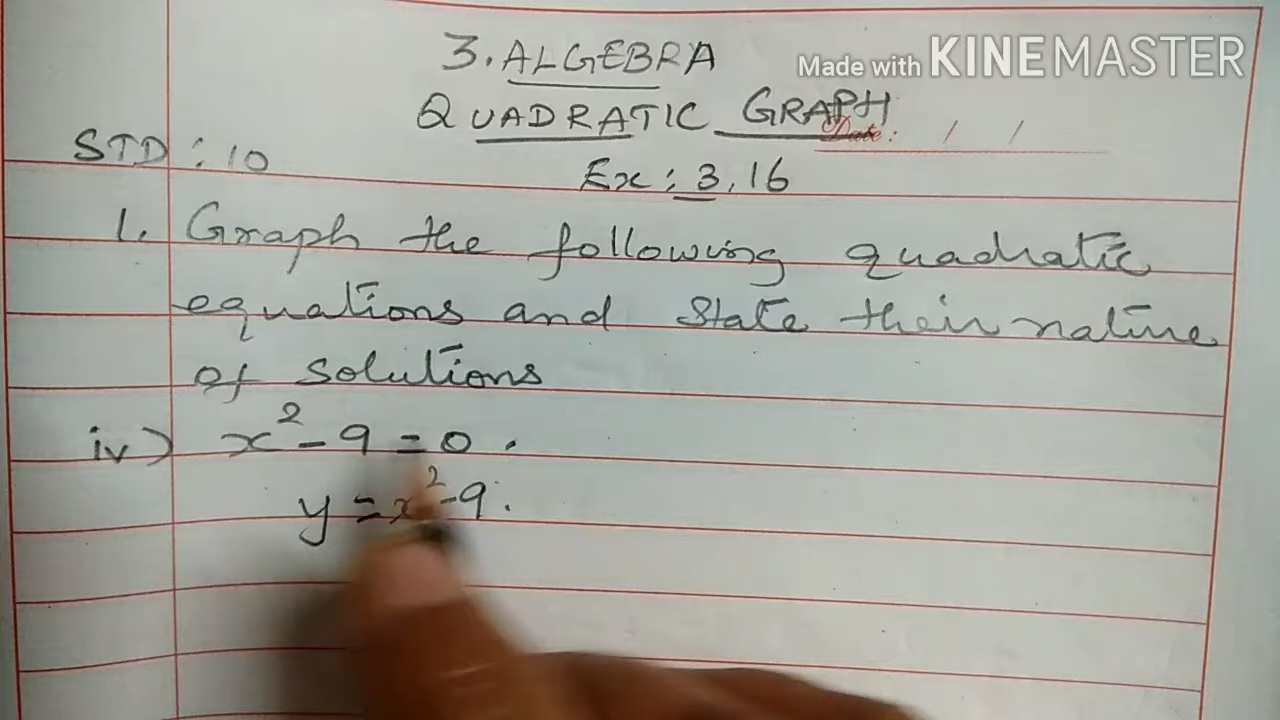 3. ALGEBRA
Made with KINEMASTER
QUADRATIC GRAPH
Date: / /
STD : 10
Ex : 3.16
1. Graph the following quadratic
equations and state their nature
of solutions
iv) x² - 9 = 0.
y = x² - 9.